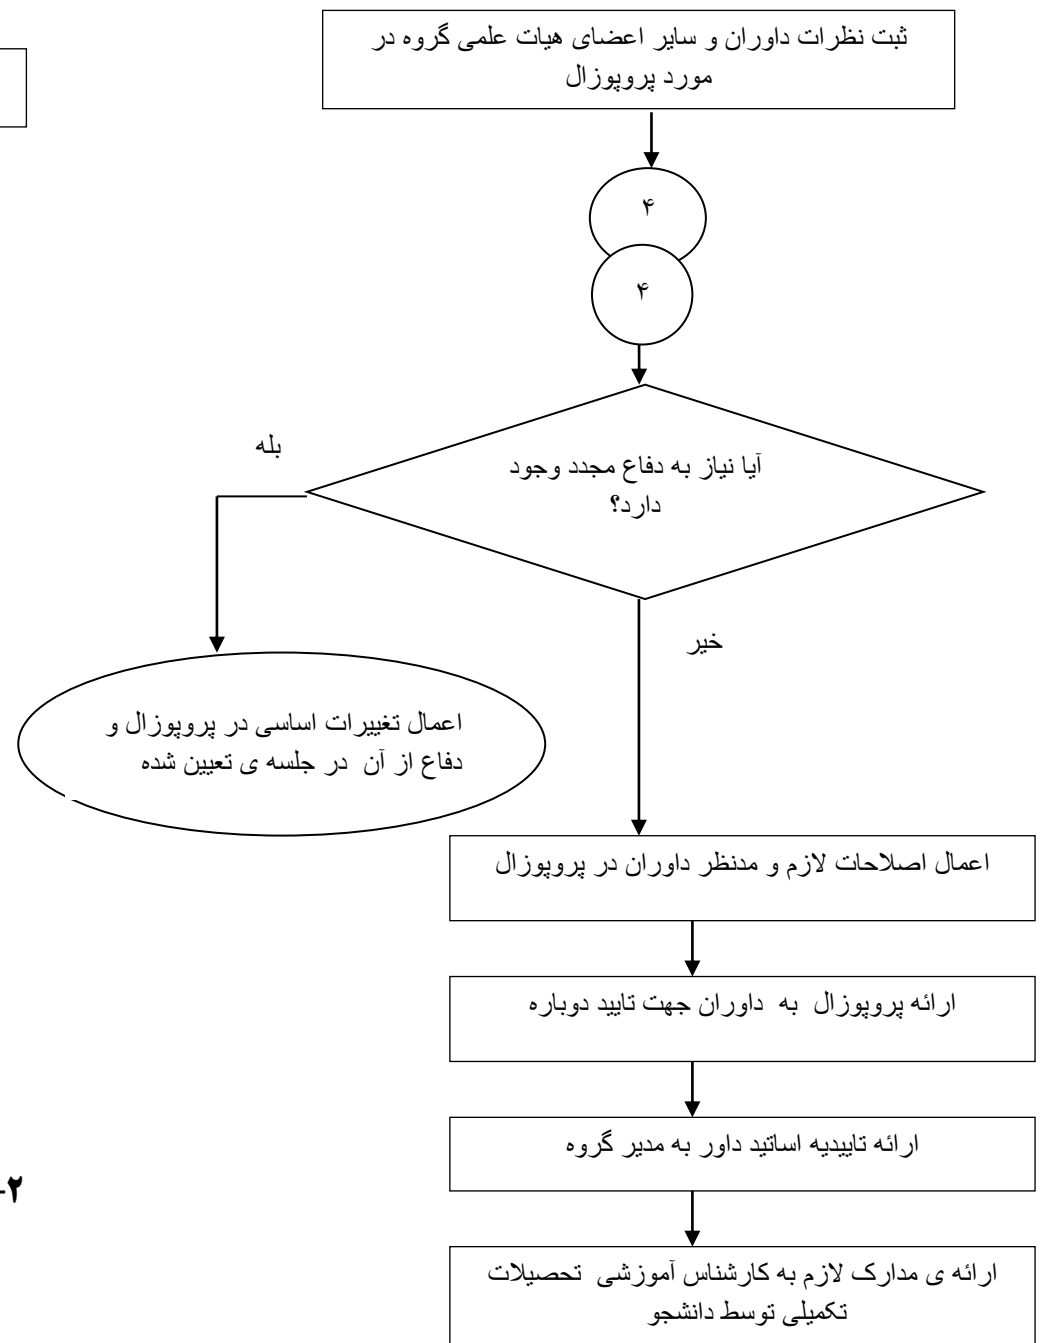 ثبت نظرات داوران و سایر اعضای هیات علمی گروه در
مورد پروپوزال
۴
۴
آیا نیاز به دفاع مجدد وجود
دارد؟
بله
خیر
اعمال تغییرات اساسی در پروپوزال و
دفاع از آن در جلسه ی تعیین شده
اعمال اصلاحات لازم و مدنظر داوران در پروپوزال
ارائه پروپوزال به داوران جهت تایید دوباره
ارائه تاییدیه اساتید داور به مدیر گروه
۲-
ارائه ی مدارک لازم به کارشناس آموزشی تحصیلات
تکمیلی توسط دانشجو